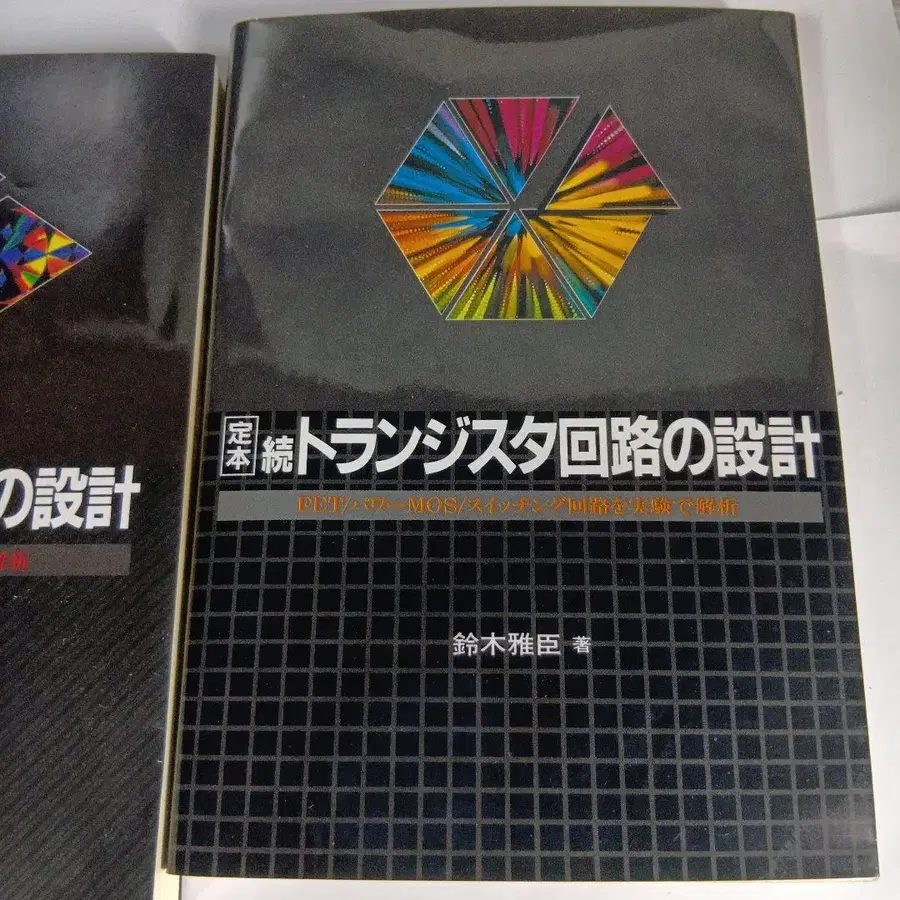 の設計
解析
定本 続 トランジスタ回路の設計
FET/パワーMOS/スイッチング回路を実験で解析
鈴木雅臣 著